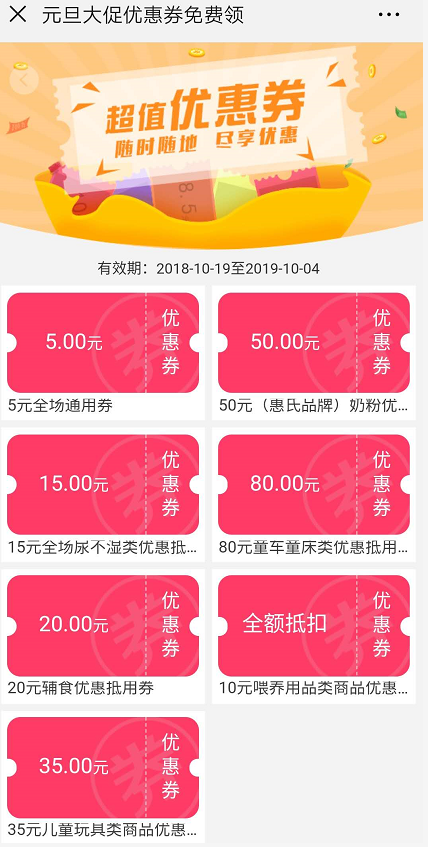 元旦大促优惠券免费领
超值优惠券
随时随地 尽享优惠
8.5
有效期：2018-10-19至2019-10-04
5.00元
优惠券
5元全场通用券
50.00元
优惠券
50元（惠氏品牌）奶粉优...
15.00元
优惠券
15元全场尿不湿类优惠抵...
80.00元
优惠券
80元童车童床类优惠抵用...
20.00元
优惠券
20元辅食优惠抵用券
全额抵扣
优惠券
10元喂养用品类商品优惠...
35.00元
优惠券
35元儿童玩具类商品优惠...